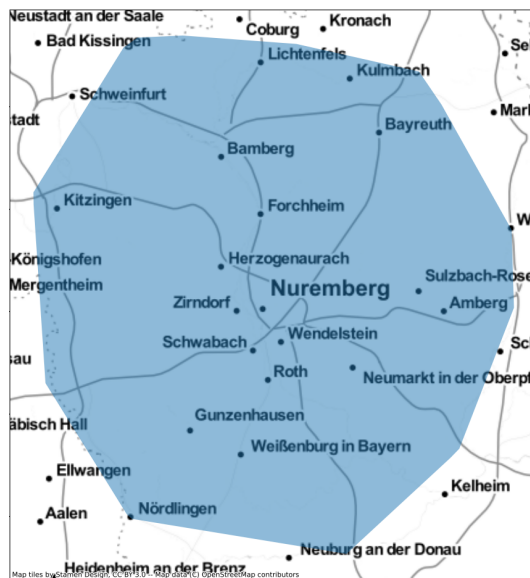 Neustadt an der Saale
Coburg
Kronach
Bad Kissingen
Lichtenfels
Kulmbach
Schweinfurt
Bayreuth
Bamberg
Kitzingen
Forchheim
Königshofen
Herzogenaurach
Mergentheim
Sulzbach-Rose
Nuremberg
Zirndorf
Amberg
Wendelstein
Schwabach
Roth
Neumarkt in der Oberpf
Gunzenhausen
äbisch Hall
Weißenburg in Bayern
Ellwangen
Kelheim
Nördlingen
Aalen
Neuburg an der Donau
Heidenheim an der Brenz
Map tiles by Stamen Design, CC BY 3.0 -- Map data (C) OpenStreetMap contributors